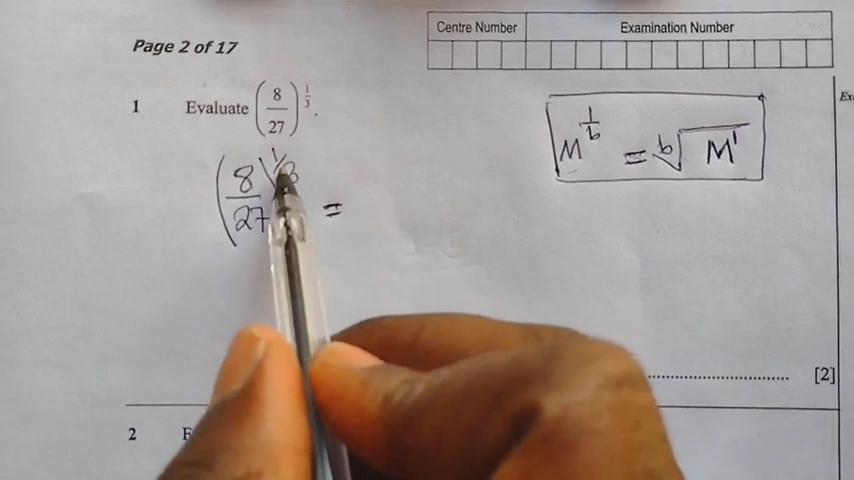 Centre Number Examination Number
Page 2 of 17
1 Evaluate (8/27)^1/3.
M^1/b = b√M^1
(8/27)^1/3 =
[2]
2